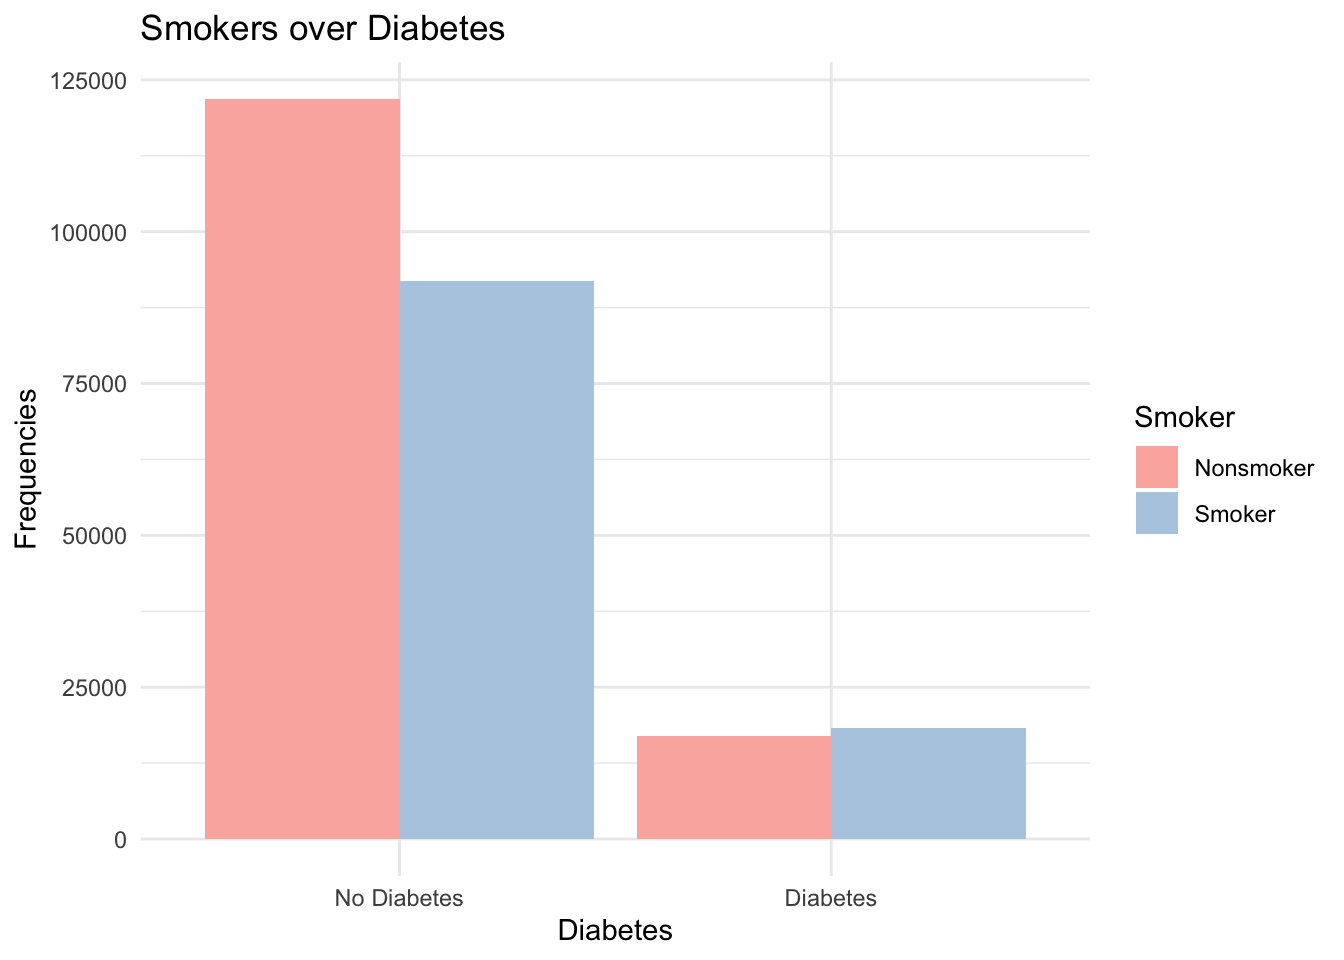 Smokers over Diabetes
125000
100000
75000
50000
25000
0
Frequencies
No Diabetes
Diabetes
Diabetes
Smoker
Nonsmoker
Smoker